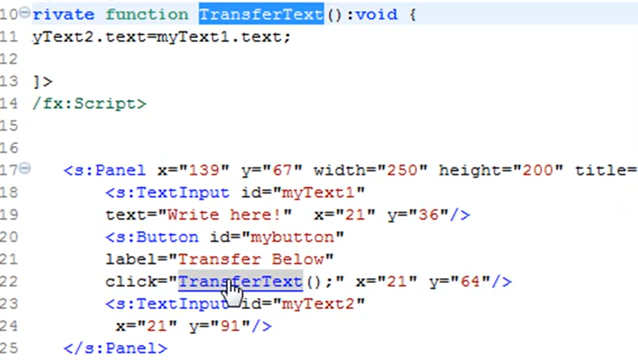 10 rivate function TransferText():void {
11 yText2.text=myText1.text;
12
13 ]>
14 /fx:Script>
15
16
17 <s:Panel x="139" y="67" width="250" height="200" title=
18 <s:TextInput id="myText1"
19 text="Write here!" x="21" y="36"/>
20 <s:Button id="mybutton"
21 label="Transfer Below"
22 click="TransferText();" x="21" y="64"/>
23 <s:TextInput id="myText2"
24 x="21" y="91"/>
25 </s:Panel>